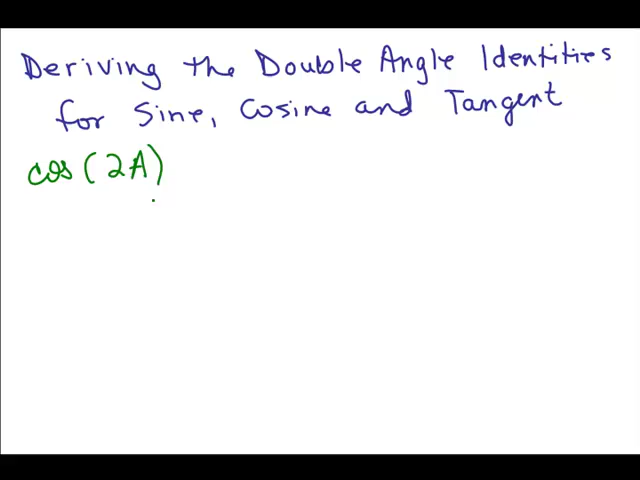 Deriving the Double Angle Identities
for Sine, Cosine and Tangent
cos(2A)